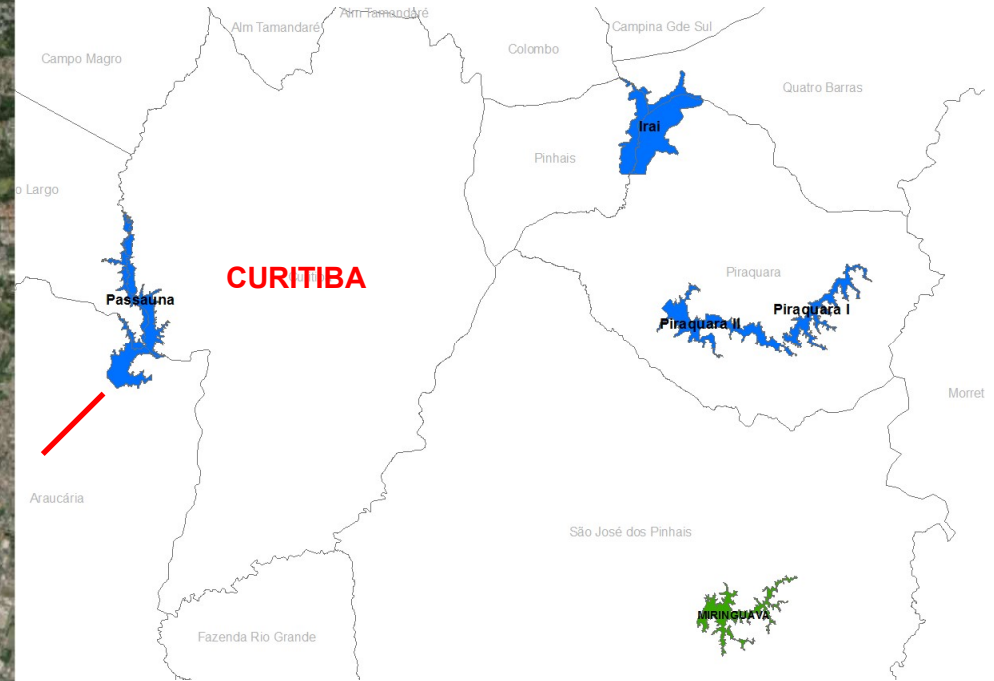 Alm Tamandaré
Alm Tamandaré
Campina Gde Sul
Colombo
Campo Magro
Quatro Barras
Irai
Pinhais
o Largo
Piraquara
CURITIBA
Passauna
Piraquara I
Piraquara II
Morret
Araucária
São José dos Pinhais
MIRINGUAVA
Fazenda Rio Grande